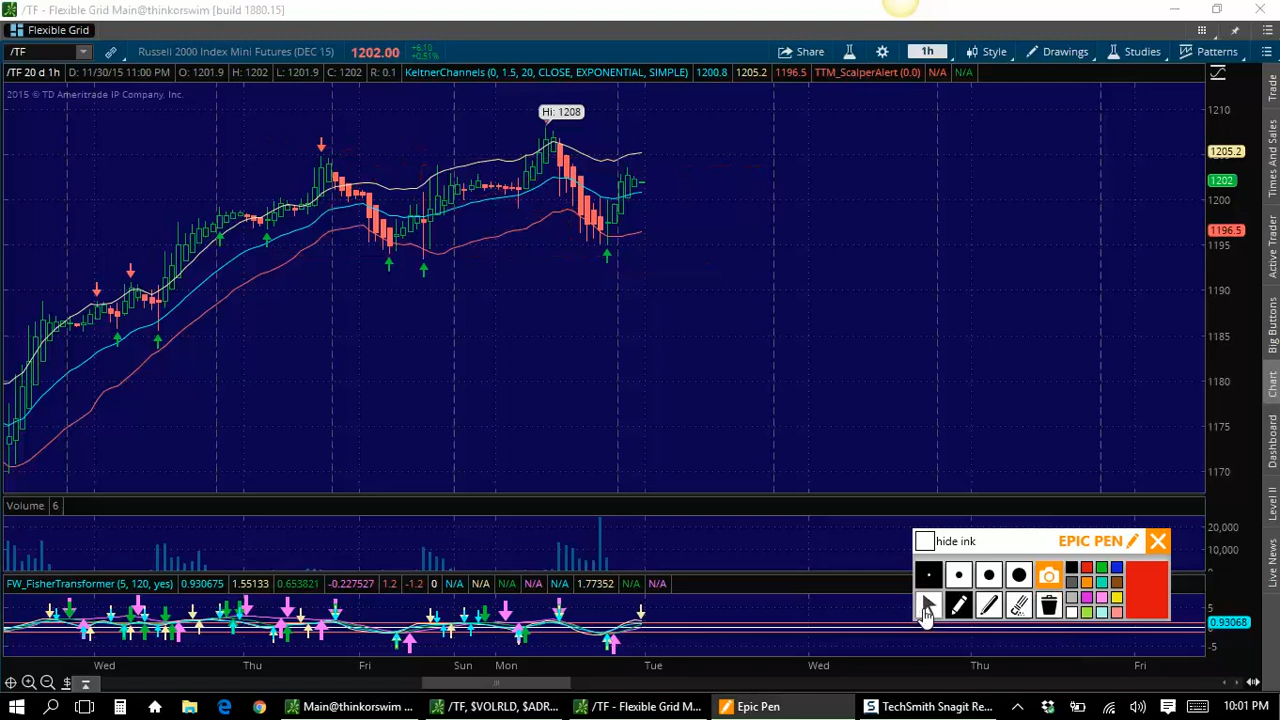 /TF - Flexible Grid Main@thinkorswim [build 1880.15]
Flexible Grid
/TF Russell 2000 Index Mini Futures (DEC 15) 1202.00 +6.10 +0.51% Share 1h Style Drawings Studies Patterns
/TF 20 d 1h D: 11/30/15 11:00 PM O: 1201.9 H: 1202 L: 1201.9 C: 1202 R: 0.1 KeltnerChannels (0, 1.5, 20, CLOSE, EXPONENTIAL, SIMPLE) 1200.8 1205.2 1196.5 TTM_ScalperAlert (0.0) N/A N/A
2015 © TD Ameritrade IP Company, Inc.
Hi: 1208
1210
1205.2
1202
1200
1196.5
1195
1190
1185
1180
1175
1170
Trade
Times And Sales
Active Trader
Big Buttons
Chart
Dashboard
Level II
Live News
Volume 6
20,000
10,000
hide ink EPIC PEN
FW_FisherTransformer (5, 120, yes) 0.930675 1.55133 0.653821 -0.227527 1.2 -1.2 0 N/A N/A N/A N/A N/A 1.77352 N/A N/A
5
0.93068
-5
Wed Thu Fri Sun Mon Tue Wed Thu Fri
$
Main@thinkorswim ... /TF, $VOLRLD, $ADR... /TF - Flexible Grid M... Epic Pen TechSmith Snagit Re... 10:01 PM